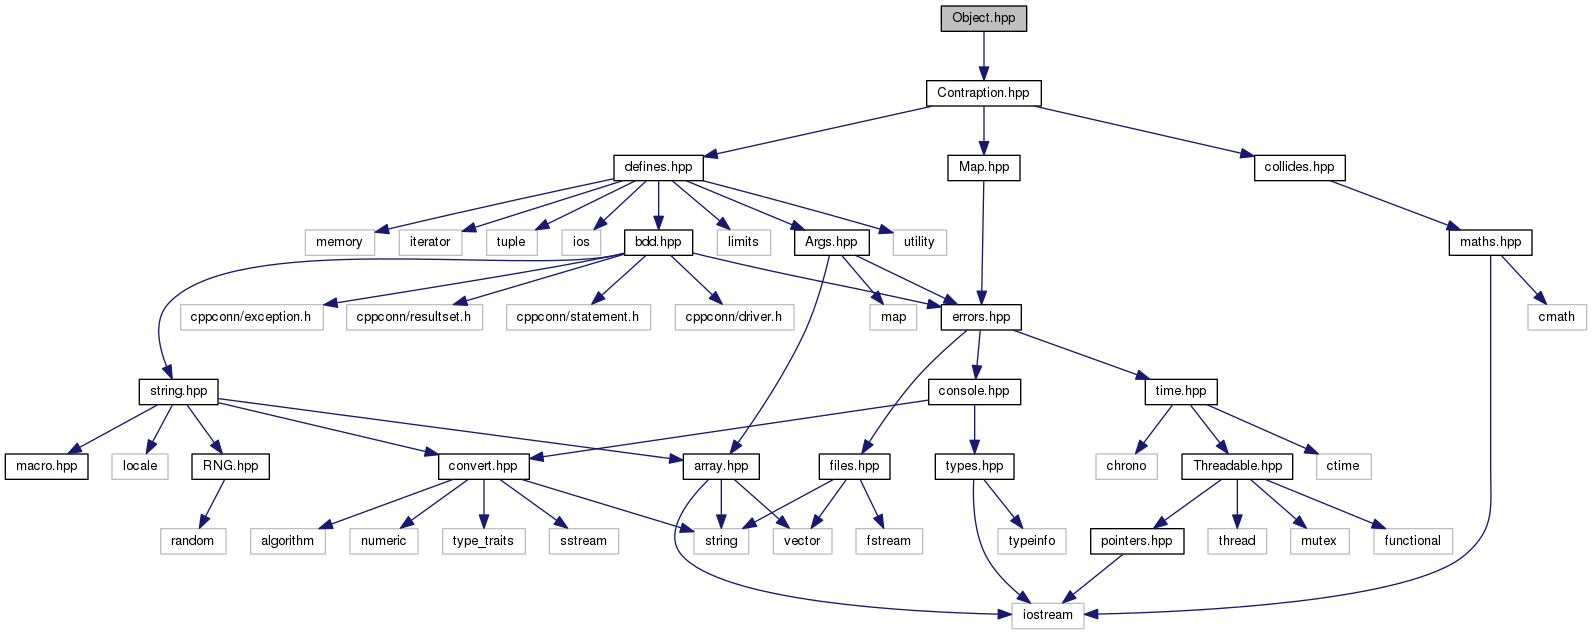 Object.hpp
Contraption.hpp
defines.hpp
Map.hpp
collides.hpp
memory
iterator
tuple
ios
bdd.hpp
limits
Args.hpp
utility
maths.hpp
cppconn/exception.h
cppconn/resultset.h
cppconn/statement.h
cppconn/driver.h
map
errors.hpp
cmath
string.hpp
console.hpp
time.hpp
macro.hpp
locale
RNG.hpp
convert.hpp
array.hpp
files.hpp
types.hpp
chrono
Threadable.hpp
ctime
random
algorithm
numeric
type_traits
sstream
string
vector
fstream
typeinfo
pointers.hpp
thread
mutex
functional
iostream